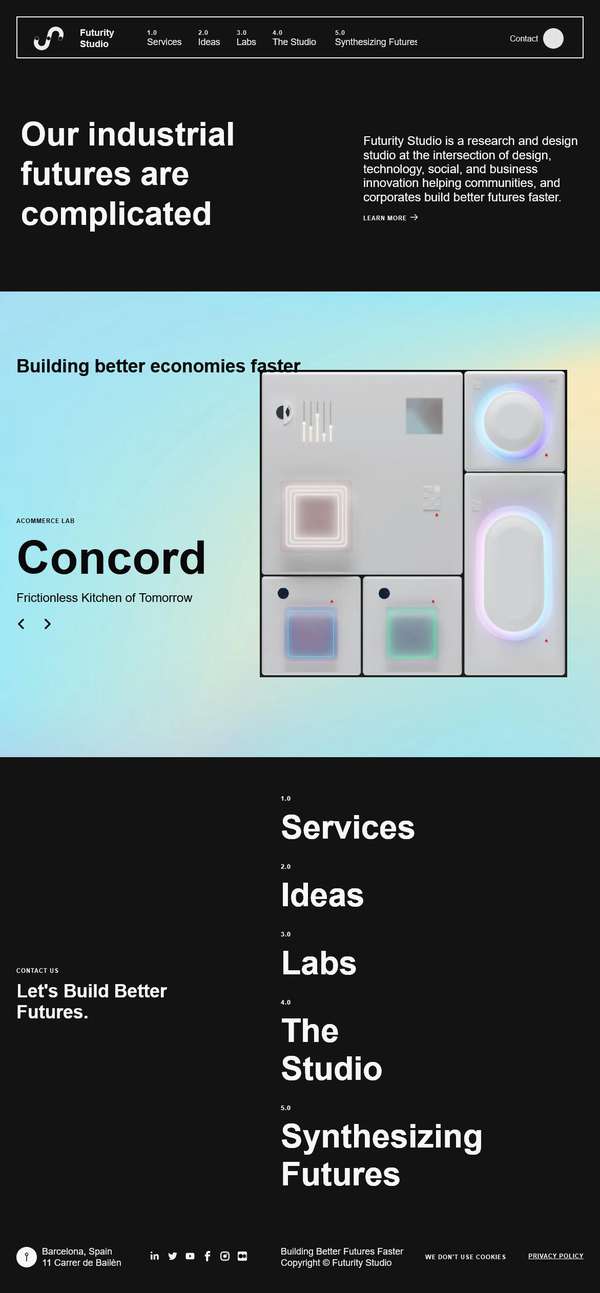 Futurity
Studio
1.0
Services
2.0
Ideas
3.0
Labs
4.0
The Studio
5.0
Synthesizing Futures
Contact
Our industrial
futures are
complicated
Futurity Studio is a research and design
studio at the intersection of design,
technology, social, and business
innovation helping communities, and
corporates build better futures faster.
LEARN MORE
Building better economies faster
ACOMMERCE LAB
Concord
Frictionless Kitchen of Tomorrow
1.0
Services
2.0
Ideas
3.0
Labs
4.0
The
Studio
5.0
Synthesizing
Futures
CONTACT US
Let's Build Better
Futures.
Barcelona, Spain
11 Carrer de Bailèn
Building Better Futures Faster
Copyright © Futurity Studio
WE DON'T USE COOKIES
PRIVACY POLICY